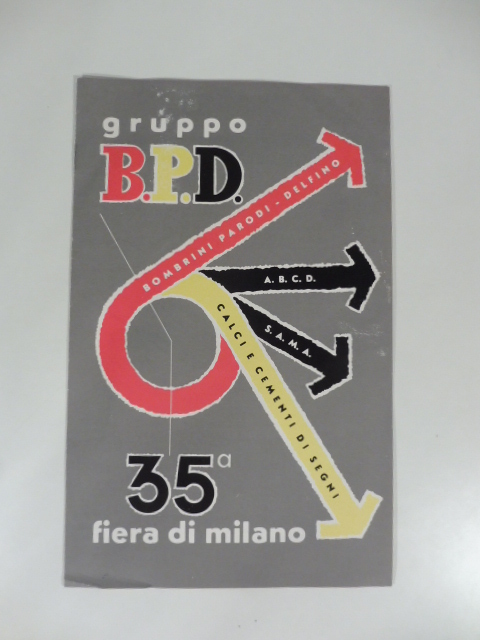 gruppo
B.P.D.
BOMBRINI PARODI - DELFINO
A.B.C.D.
S.A.M.A.
CALCI E CEMENTI DI SEGNI
35a
fiera di milano